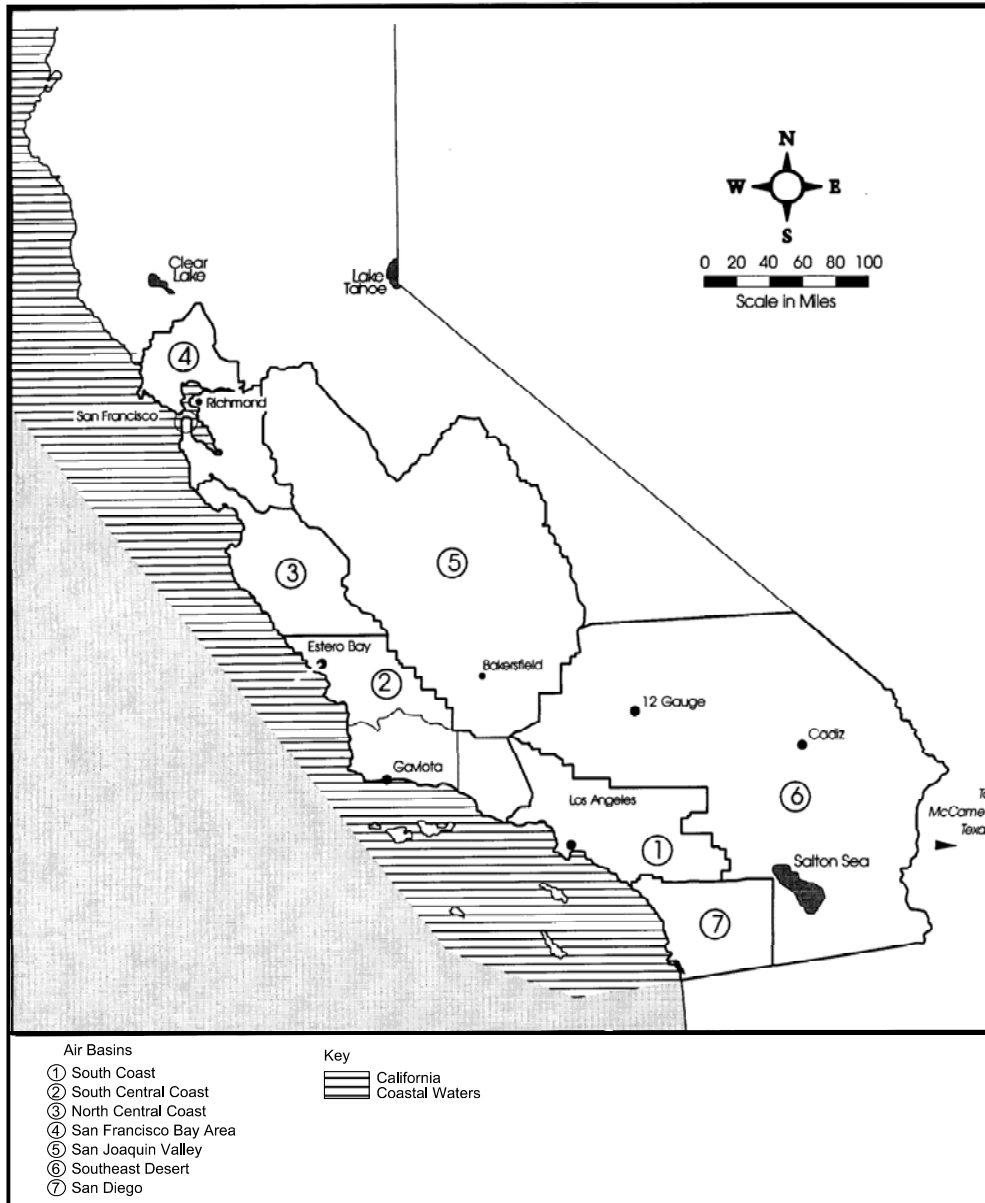 N
W E
S
0 20 40 60 80 100
Scale in Miles
Clear
Lake
Lake
Tahoe
4
Richmond
San Francisco
3
5
Estero Bay
2
Bakersfield
12 Gauge
Cadiz
Gaviota
Los Angeles
6
McCame
Texa
1
Salton Sea
7
Air Basins
1 South Coast
2 South Central Coast
3 North Central Coast
4 San Francisco Bay Area
5 San Joaquin Valley
6 Southeast Desert
7 San Diego
Key
California
Coastal Waters